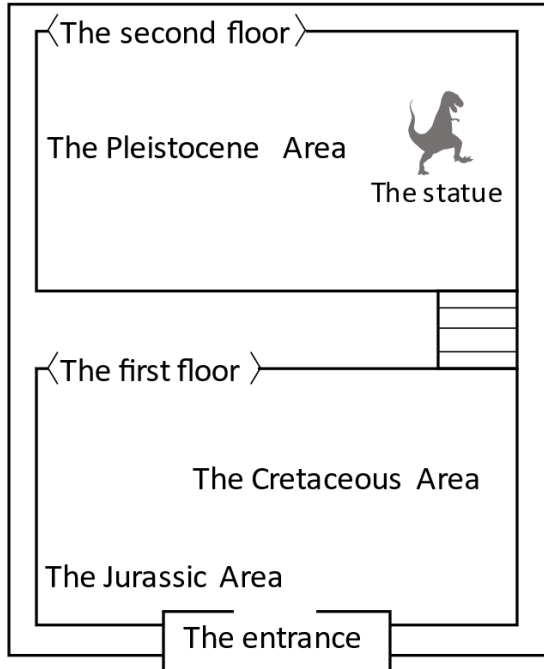 The second floor
The Pleistocene Area
The statue
The first floor
The Cretaceous Area
The Jurassic Area
The entrance